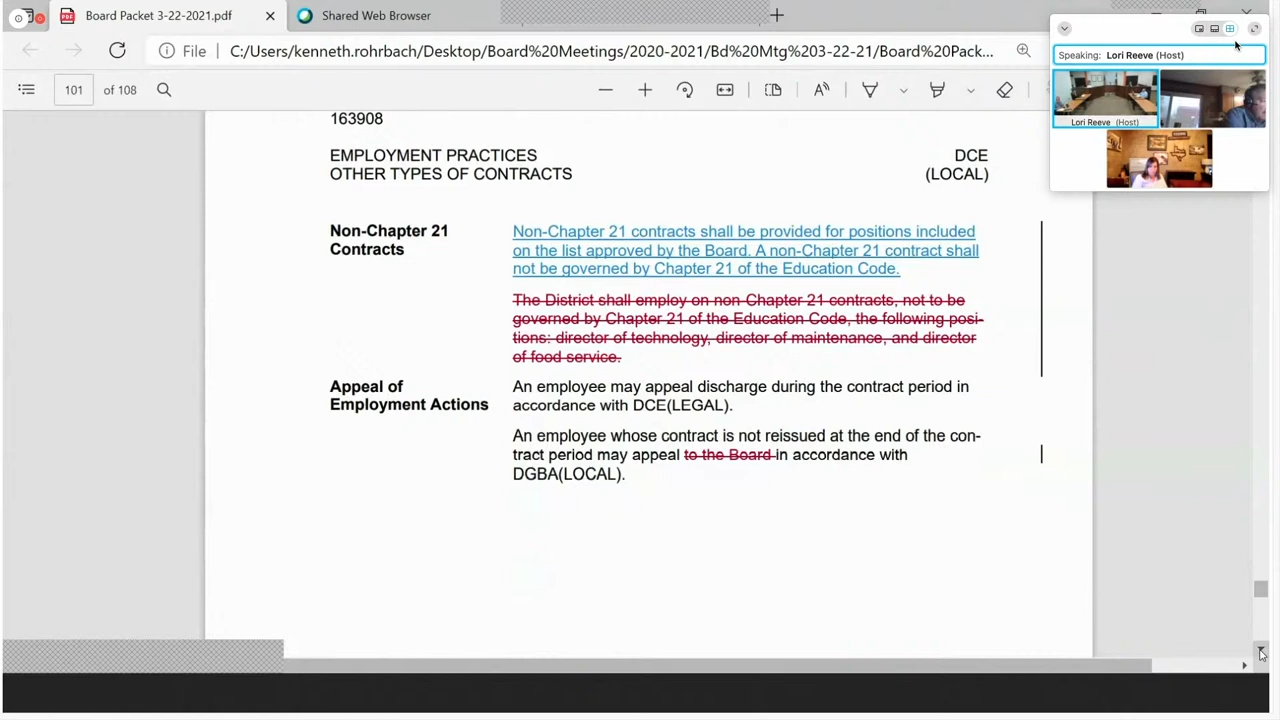 Board Packet 3-22-2021.pdf
Shared Web Browser
File
C:/Users/kenneth.rohrbach/Desktop/Board%20Meetings/2020-2021/Bd%20Mtg%203-22-21/Board%20Pack...
101 of 108
Speaking: Lori Reeve (Host)
Lori Reeve (Host)
163908
EMPLOYMENT PRACTICES
DCE
OTHER TYPES OF CONTRACTS
(LOCAL)
Non-Chapter 21
Contracts
Non-Chapter 21 contracts shall be provided for positions included
on the list approved by the Board. A non-Chapter 21 contract shall
not be governed by Chapter 21 of the Education Code.
The District shall employ on non-Chapter 21 contracts, not to be
governed by Chapter 21 of the Education Code, the following posi-
tions: director of technology, director of maintenance, and director
of food service.
Appeal of
Employment Actions
An employee may appeal discharge during the contract period in
accordance with DCE(LEGAL).
An employee whose contract is not reissued at the end of the con-
tract period may appeal to the Board in accordance with
DGBA(LOCAL).